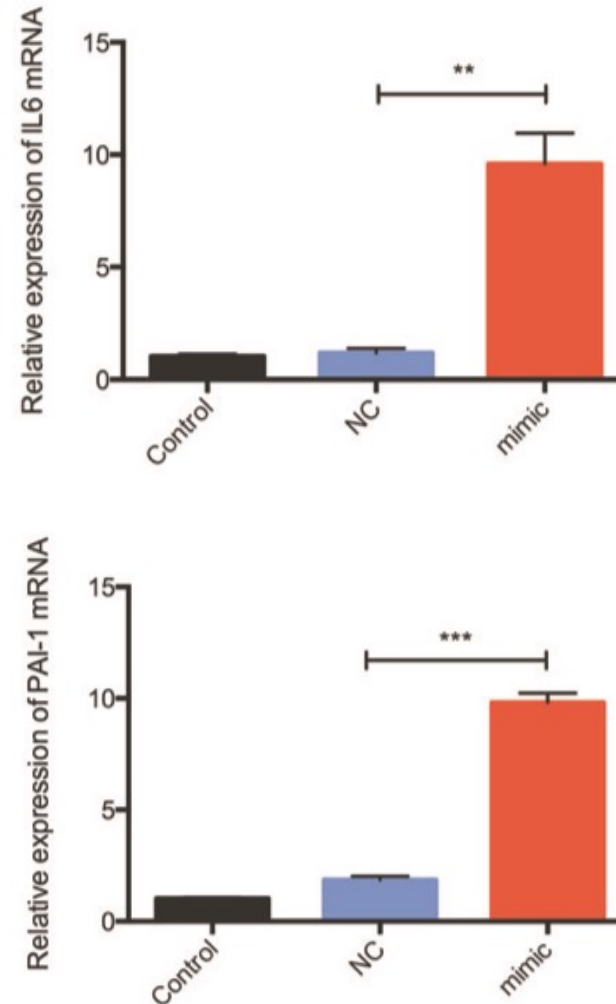 Relative expression of IL6 mRNA
15
10
5
0
**
Control
NC
mimic
Relative expression of PAI-1 mRNA
15
10
5
0
***
Control
NC
mimic